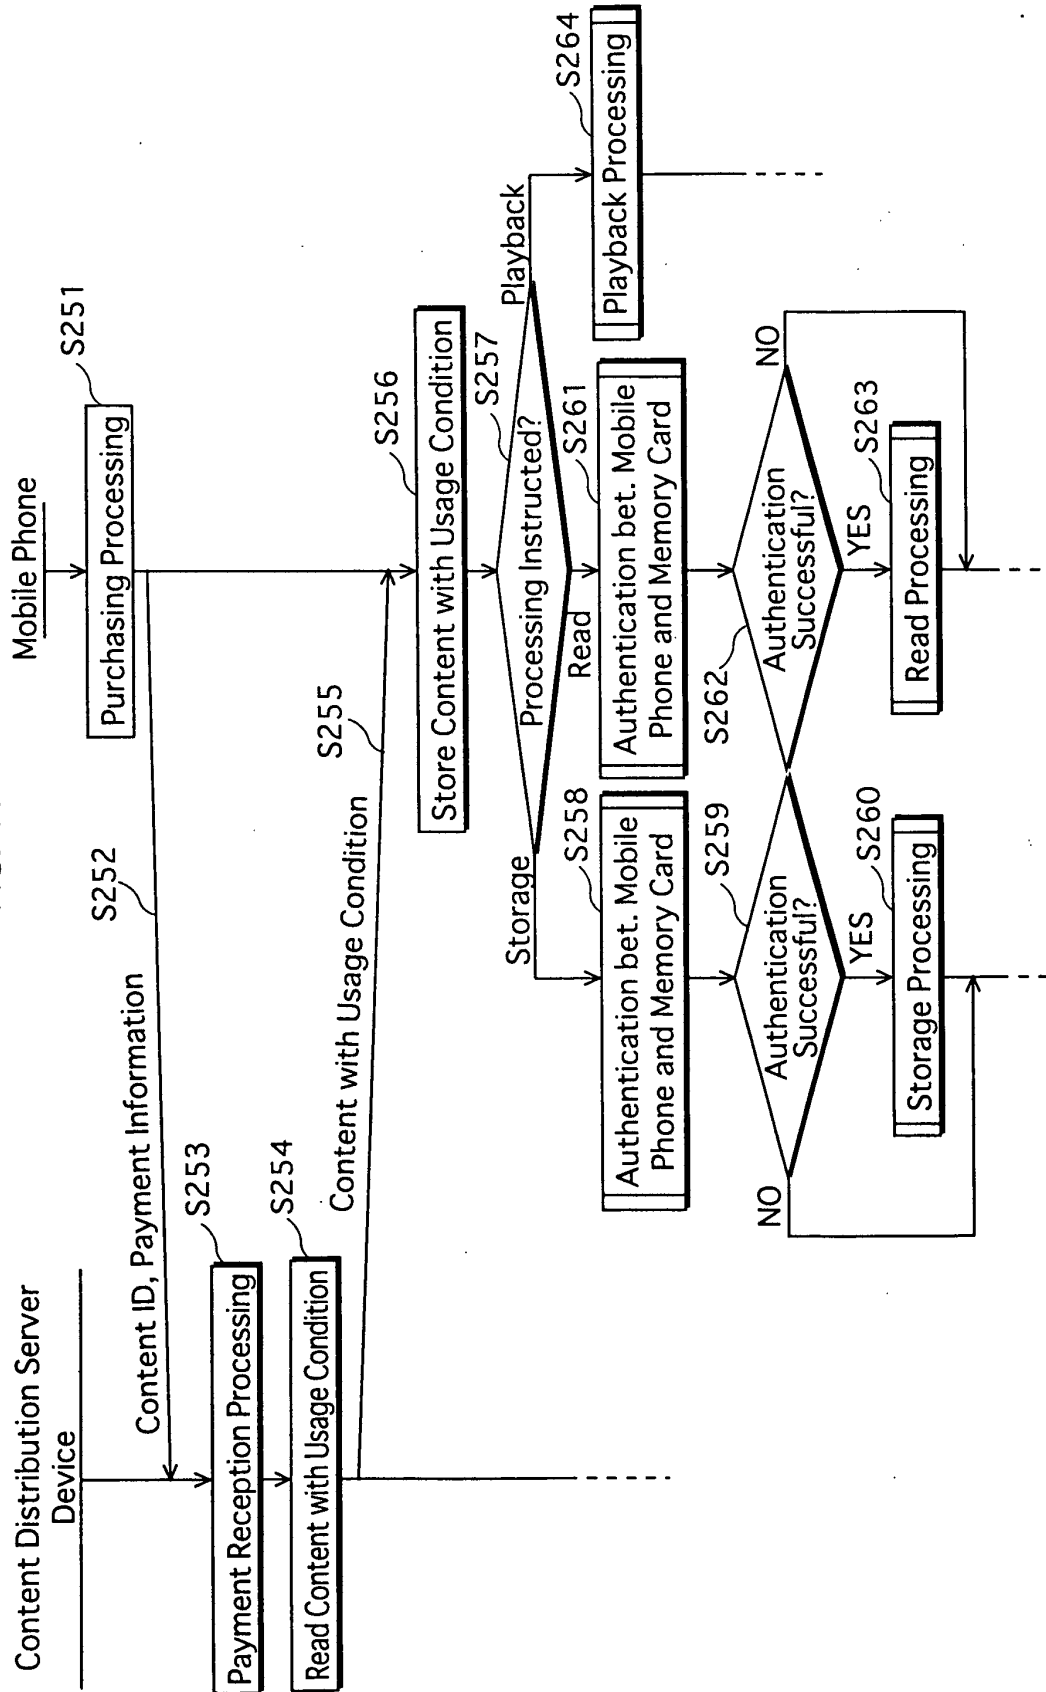 Content Distribution Server
Device
Mobile Phone
Purchasing Processing
S251
S252
Content ID, Payment Information
Payment Reception Processing
S253
Read Content with Usage Condition
S254
Content with Usage Condition
S255
Store Content with Usage Condition
S256
Processing Instructed?
S257
Storage
Read
Playback
Authentication bet. Mobile
Phone and Memory Card
S258
Authentication bet. Mobile
Phone and Memory Card
S261
Playback Processing
S264
Authentication
Successful?
S259
NO
YES
Authentication
Successful?
S262
NO
YES
Storage Processing
S260
Read Processing
S263